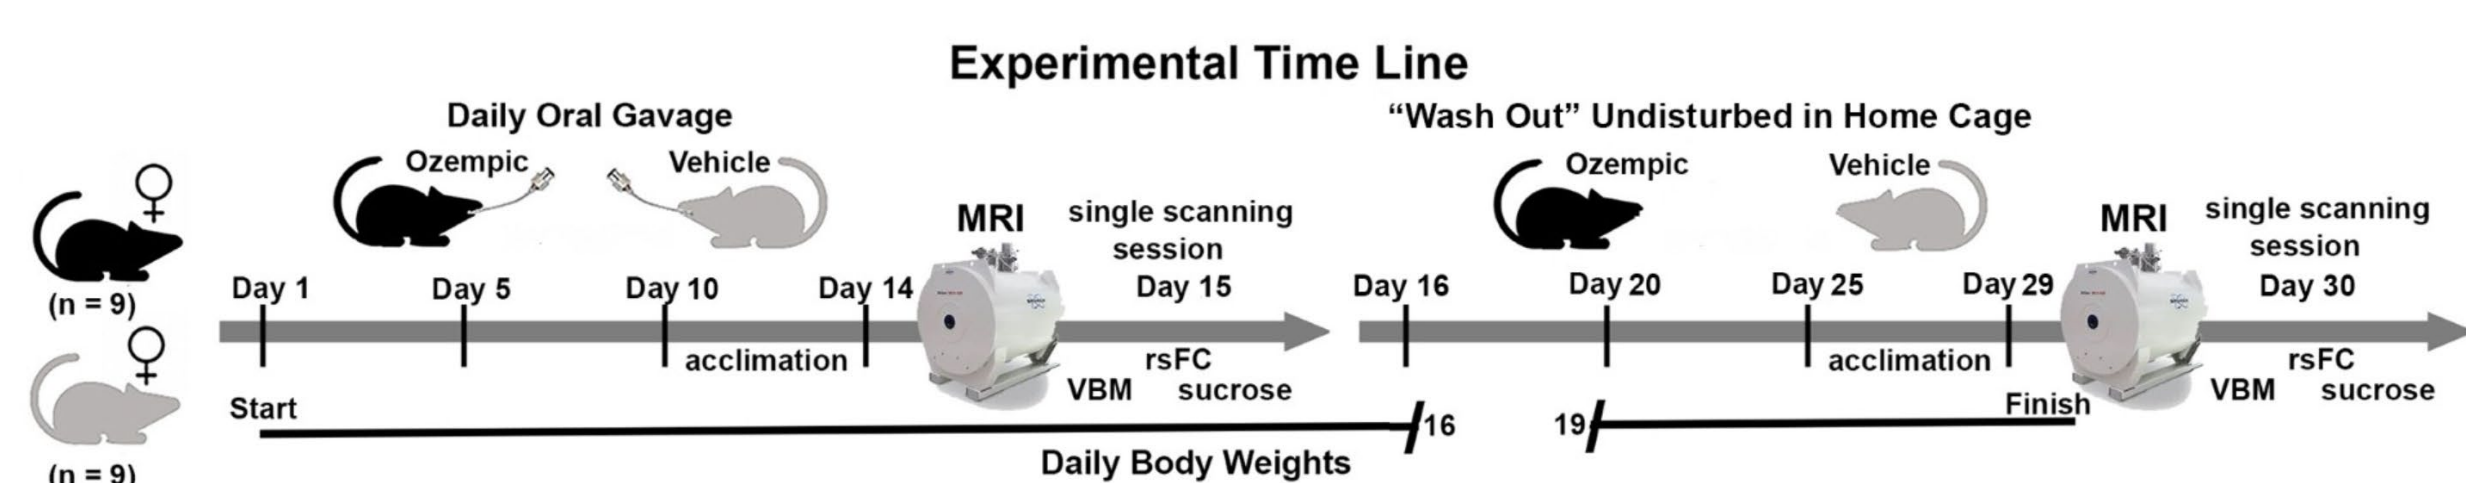 Experimental Time Line
Daily Oral Gavage
Ozempic
Vehicle
♀
(n = 9)
♀
(n = 9)
Day 1
Day 5
Day 10
Day 14
MRI
single scanning
session
Day 15
acclimation
rsFC
VBM sucrose
“Wash Out” Undisturbed in Home Cage
Ozempic
Vehicle
Day 16
Day 20
Day 25
Day 29
MRI
single scanning
session
Day 30
acclimation
rsFC
VBM sucrose
Start
16
19
Finish
Daily Body Weights